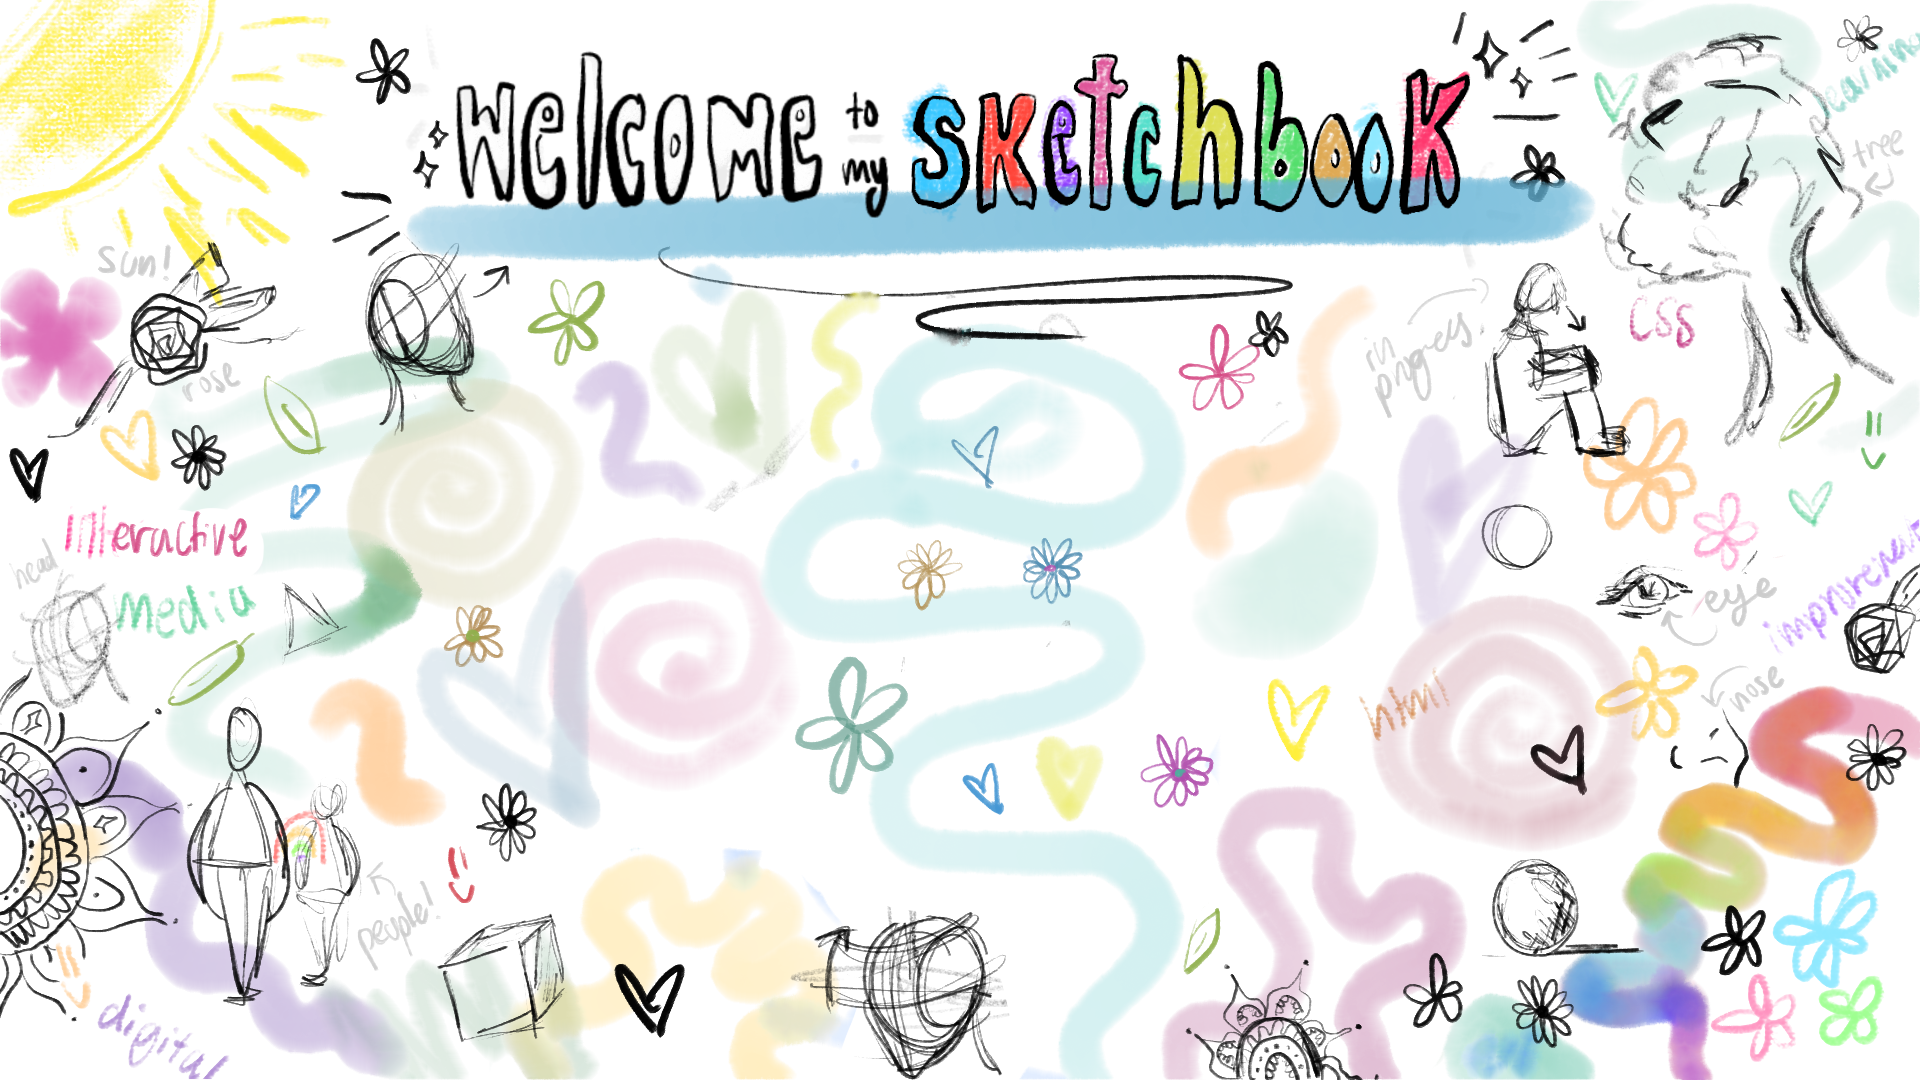 Welcome to my sketchbook
sun!
rose
in progress.
CSS
tree
Interactive
Media
head
eye
nose
html
people!
digital